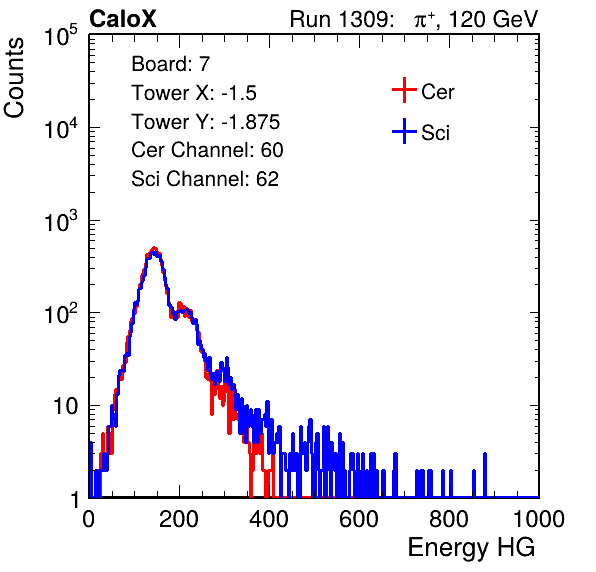 CaloX Run 1309: π⁺, 120 GeV
Counts
10⁵
10⁴
10³
10²
10
1
Board: 7
Tower X: -1.5
Tower Y: -1.875
Cer Channel: 60
Sci Channel: 62
Cer
Sci
0 200 400 600 800 1000
Energy HG